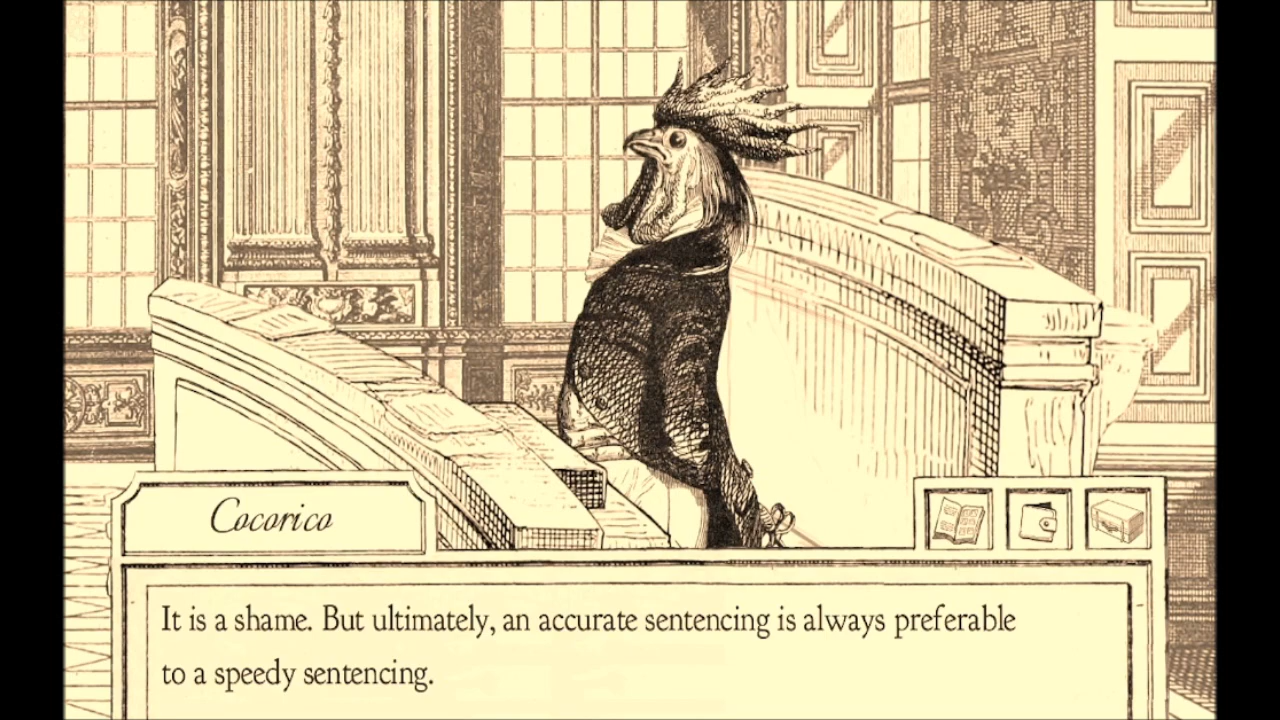 Cocorico
It is a shame. But ultimately, an accurate sentencing is always preferable
to a speedy sentencing.